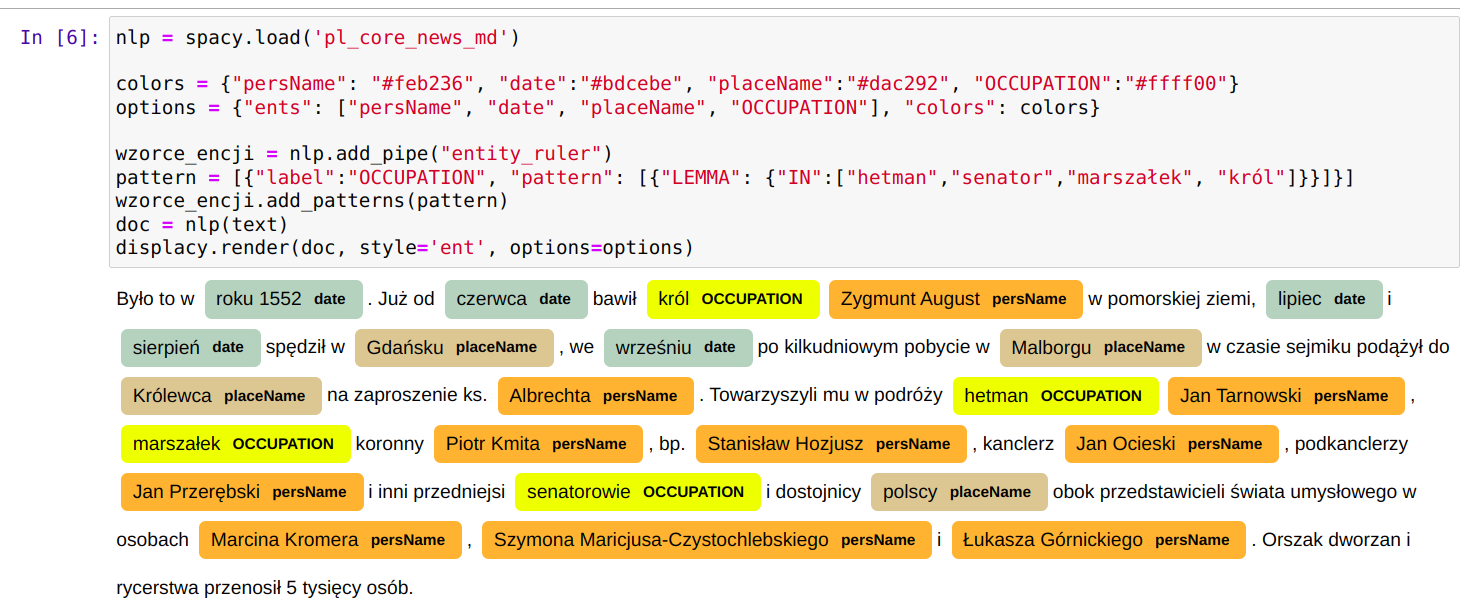 In [6]: nlp = spacy.load('pl_core_news_md')
colors = {"persName": "#feb236", "date":"#bdcebe", "placeName":"#dac292", "OCCUPATION":"#ffff00"}
options = {"ents": ["persName", "date", "placeName", "OCCUPATION"], "colors": colors}
wzorce_encji = nlp.add_pipe("entity_ruler")
pattern = [{"label":"OCCUPATION", "pattern": [{"LEMMA": {"IN":["hetman","senator","marszałek", "król"]}}]}]
wzorce_encji.add_patterns(pattern)
doc = nlp(text)
displacy.render(doc, style='ent', options=options)
Było to w roku 1552 date . Już od czerwca date bawił król OCCUPATION Zygmunt August persName w pomorskiej ziemi, lipiec date i
sierpień date spędził w Gdańsku placeName , we wrześniu date po kilkudniowym pobycie w Malborgu placeName w czasie sejmiku podążył do
Królewca placeName na zaproszenie ks. Albrechta persName . Towarzyszyli mu w podróży hetman OCCUPATION Jan Tarnowski persName ,
marszałek OCCUPATION koronny Piotr Kmita persName , bp. Stanisław Hozjusz persName , kanclerz Jan Ocieski persName , podkanclerzy
Jan Przerębski persName i inni przedniejsi senatorowie OCCUPATION i dostojnicy polscy placeName obok przedstawicieli świata umysłowego w
osobach Marcina Kromera persName , Szymona Maricjusa-Czystochlebskiego persName i Łukasza Górnickiego persName . Orszak dworzan i
rycerstwa przenosił 5 tysięcy osób.